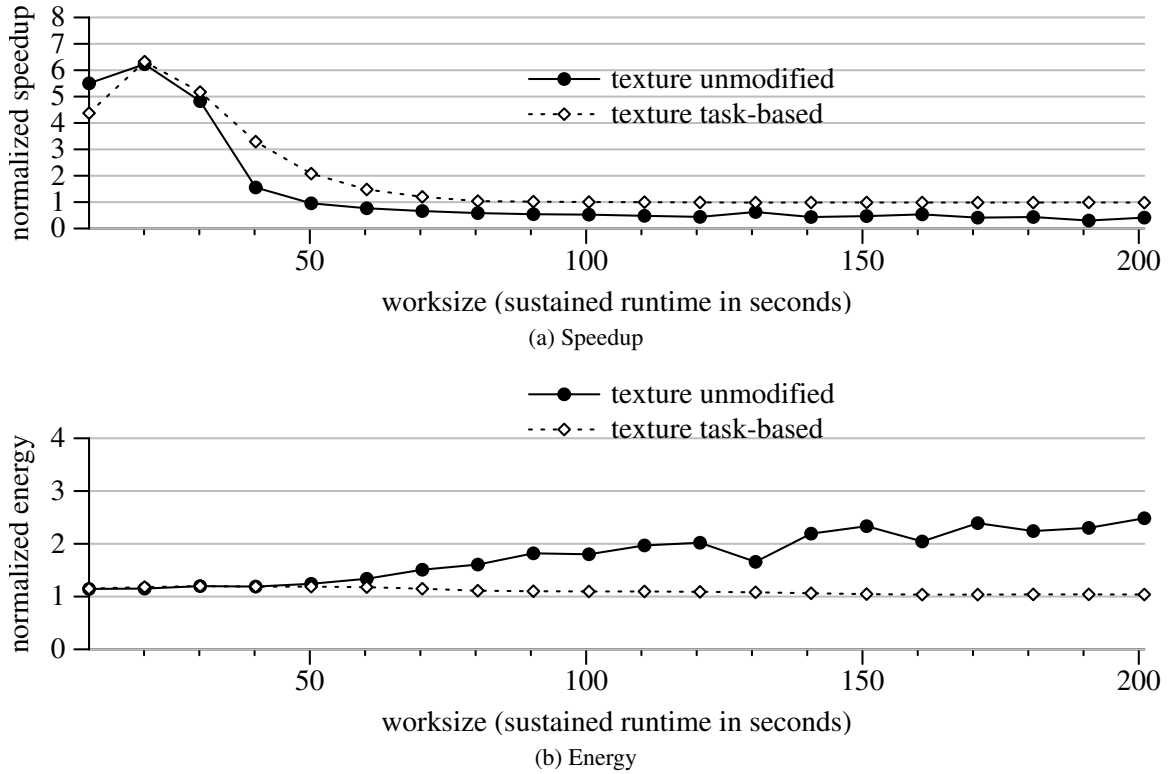 normalized speedup
8
7
6
5
4
3
2
1
0
texture unmodified
texture task-based
50
100
150
200
worksize (sustained runtime in seconds)
(a) Speedup
normalized energy
4
3
2
1
0
texture unmodified
texture task-based
50
100
150
200
worksize (sustained runtime in seconds)
(b) Energy